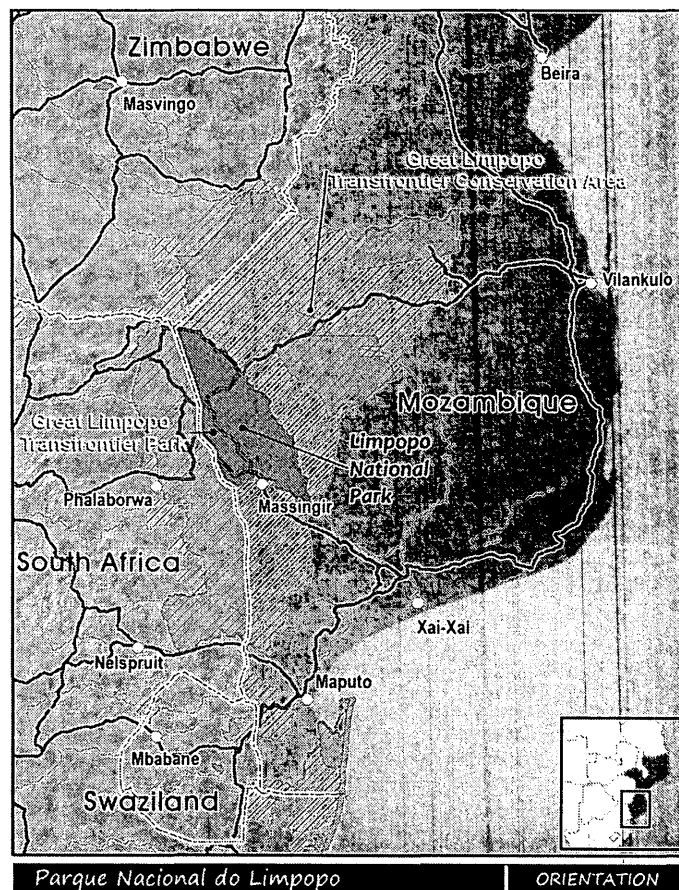 Zimbabwe
Beira
Masvingo
Great Limpopo
Transfrontier Conservation Area
Vilankulo
Mozambique
Great Limpopo
Transfrontier Park
Limpopo
National
Park
Phalaborwa
Massingir
South Africa
Xai-Xai
Nelspruit
Maputo
Mbabane
Swaziland
Parque Nacional do Limpopo
ORIENTATION